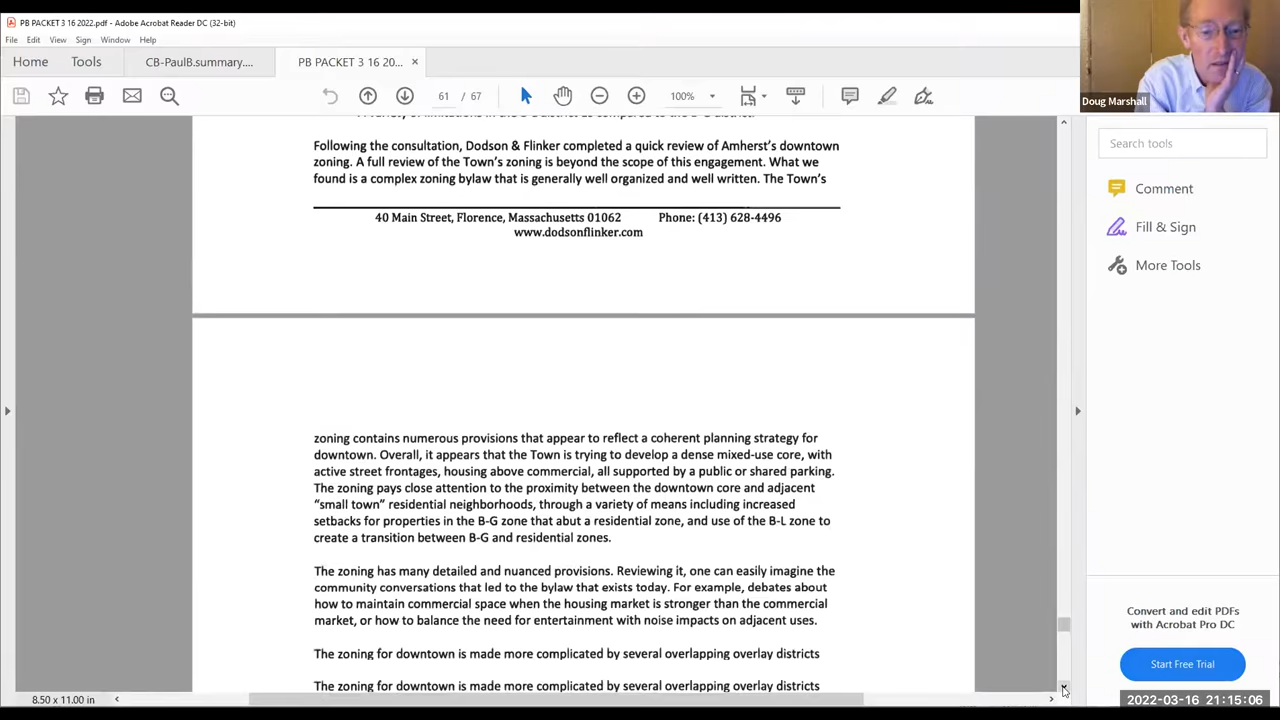 PB PACKET 3 16 2022.pdf - Adobe Acrobat Reader DC (32-bit)
File Edit View Sign Window Help
Home Tools CB-PaulB.summary.... PB PACKET 3 16 20... ×
61 / 67 100%
Doug Marshall
Following the consultation, Dodson & Flinker completed a quick review of Amherst's downtown
zoning. A full review of the Town's zoning is beyond the scope of this engagement. What we
found is a complex zoning bylaw that is generally well organized and well written. The Town's
40 Main Street, Florence, Massachusetts 01062 Phone: (413) 628-4496
www.dodsonflinker.com
zoning contains numerous provisions that appear to reflect a coherent planning strategy for
downtown. Overall, it appears that the Town is trying to develop a dense mixed-use core, with
active street frontages, housing above commercial, all supported by a public or shared parking.
The zoning pays close attention to the proximity between the downtown core and adjacent
“small town” residential neighborhoods, through a variety of means including increased
setbacks for properties in the B-G zone that abut a residential zone, and use of the B-L zone to
create a transition between B-G and residential zones.
The zoning has many detailed and nuanced provisions. Reviewing it, one can easily imagine the
community conversations that led to the bylaw that exists today. For example, debates about
how to maintain commercial space when the housing market is stronger than the commercial
market, or how to balance the need for entertainment with noise impacts on adjacent uses.
The zoning for downtown is made more complicated by several overlapping overlay districts
The zoning for downtown is made more complicated by several overlapping overlay districts
8.50 x 11.00 in
Search tools
Comment
Fill & Sign
More Tools
Convert and edit PDFs
with Acrobat Pro DC
Start Free Trial
2022-03-16 21:15:06